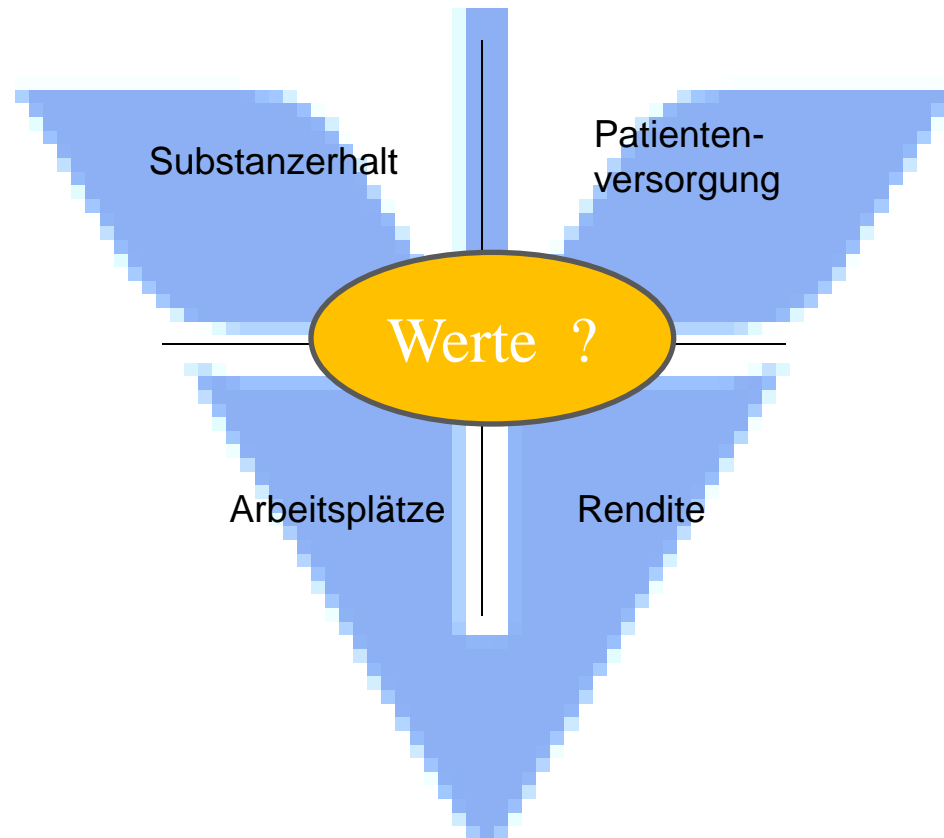 Substanzerhalt
Patienten-
versorgung
Werte ?
Arbeitsplätze
Rendite